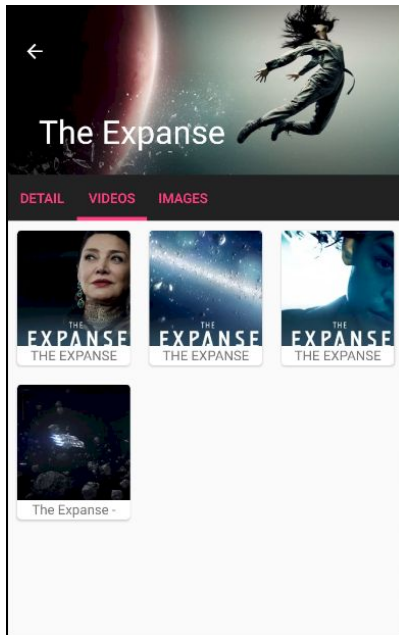 The Expanse
DETAIL VIDEOS IMAGES
THE
EXPANSE
THE EXPANSE
THE
EXPANSE
THE EXPANSE
THE
EXPANSE
THE EXPANSE
The Expanse -